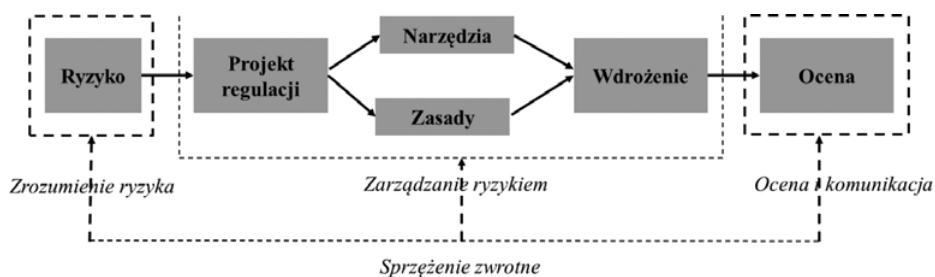 Ryzyko
Projekt
regulacji
Narzędzia
Zasady
Wdrożenie
Ocena
Zrozumienie ryzyka
Zarządzanie ryzykiem
Ocena i komunikacja
Sprzężenie zwrotne